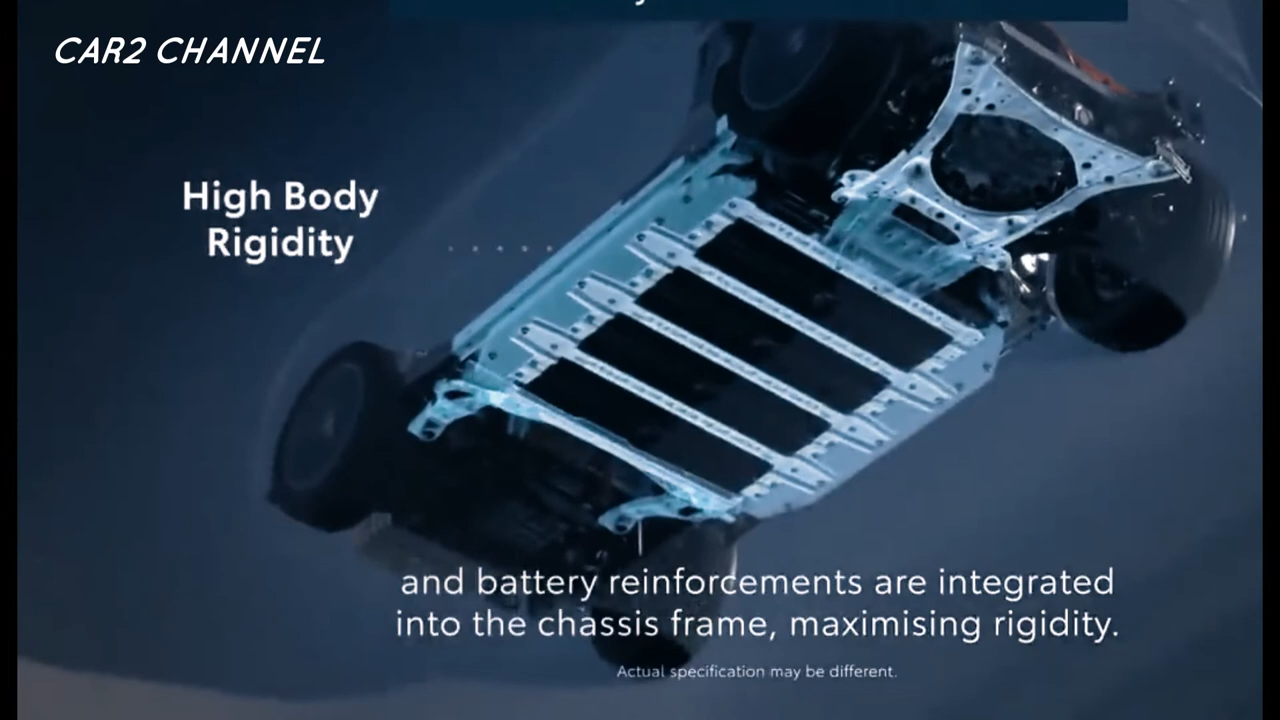 CAR2 CHANNEL
High Body
Rigidity
and battery reinforcements are integrated
into the chassis frame, maximising rigidity.
Actual specification may be different.